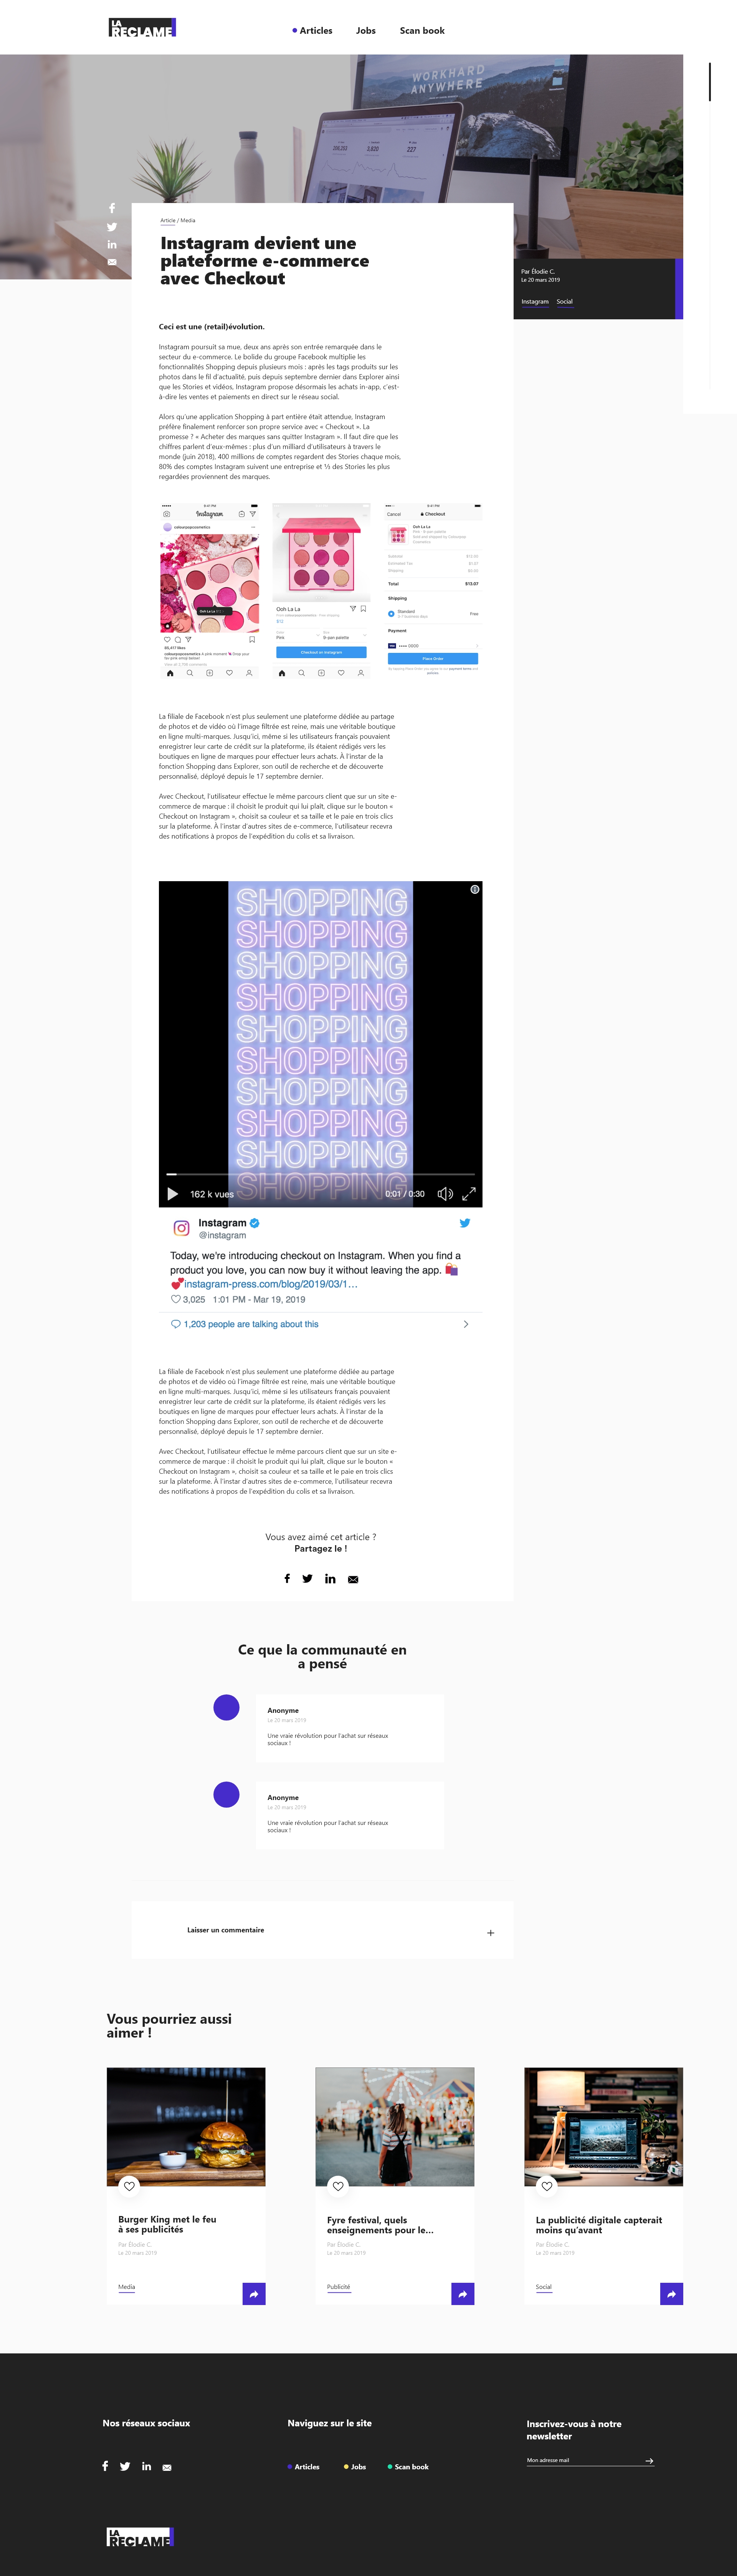 LA
RECLAME
Articles
Jobs
Scan book
WORKHARD
ANYWHERE
Article / Media
Instagram devient une
plateforme e-commerce
avec Checkout
Par Élodie C.
Le 20 mars 2019
Instagram Social
Ceci est une (retail)évolution.
Instagram poursuit sa mue, deux ans après son entrée remarquée dans le
secteur du e-commerce. Le bolide du groupe Facebook multiplie les
fonctionnalités Shopping depuis plusieurs mois : après les tags produits sur les
photos dans le fil d'actualité, puis depuis septembre dernier dans Explorer ainsi
que les Stories et vidéos, Instagram propose désormais les achats in-app, c'est-
à-dire les ventes et paiements en direct sur le réseau social.
Alors qu'une application Shopping à part entière était attendue, Instagram
préfère finalement renforcer son propre service avec « Checkout ». La
promesse ? « Acheter des marques sans quitter Instagram ». Il faut dire que les
chiffres parlent d'eux-mêmes : plus d'un milliard d'utilisateurs à travers le
monde (juin 2018), 400 millions de comptes regardent des Stories chaque mois,
80% des comptes Instagram suivent une entreprise et ⅓ des Stories les plus
regardées proviennent des marques.
Instagram
colourpopcosmetics
Ooh La La
Checkout on Instagram
9:41 PM
Cancel
Checkout
Ooh La La
Total
$13.07
Shipping
Standard
Free
Payment
Place Order
La filiale de Facebook n'est plus seulement une plateforme dédiée au partage
de photos et de vidéo où l'image filtrée est reine, mais une véritable boutique
en ligne multi-marques. Jusqu'ici, même si les utilisateurs français pouvaient
enregistrer leur carte de crédit sur la plateforme, ils étaient rédigés vers les
boutiques en ligne de marques pour effectuer leurs achats. À l'instar de la
fonction Shopping dans Explorer, son outil de recherche et de découverte
personnalisé, déployé depuis le 17 septembre dernier.
Avec Checkout, l'utilisateur effectue le même parcours client que sur un site e-
commerce de marque : il choisit le produit qui lui plaît, clique sur le bouton «
Checkout on Instagram », choisit sa couleur et sa taille et le paie en trois clics
sur la plateforme. À l'instar d'autres sites de e-commerce, l'utilisateur recevra
des notifications à propos de l'expédition du colis et sa livraison.
SHOPPING
SHOPPING
SHOPPING
SHOPPING
SHOPPING
SHOPPING
SHOPPING
SHOPPING
SHOPPING
SHOPPING
162 k vues
0:01 / 0:30
Instagram
@instagram
Today, we're introducing checkout on Instagram. When you find a
product you love, you can now buy it without leaving the app. 🛍️
💕instagram-press.com/blog/2019/03/1…
3,025 1:01 PM - Mar 19, 2019
1,203 people are talking about this
La filiale de Facebook n'est plus seulement une plateforme dédiée au partage
de photos et de vidéo où l'image filtrée est reine, mais une véritable boutique
en ligne multi-marques. Jusqu'ici, même si les utilisateurs français pouvaient
enregistrer leur carte de crédit sur la plateforme, ils étaient rédigés vers les
boutiques en ligne de marques pour effectuer leurs achats. À l'instar de la
fonction Shopping dans Explorer, son outil de recherche et de découverte
personnalisé, déployé depuis le 17 septembre dernier.
Avec Checkout, l'utilisateur effectue le même parcours client que sur un site e-
commerce de marque : il choisit le produit qui lui plaît, clique sur le bouton «
Checkout on Instagram », choisit sa couleur et sa taille et le paie en trois clics
sur la plateforme. À l'instar d'autres sites de e-commerce, l'utilisateur recevra
des notifications à propos de l'expédition du colis et sa livraison.
Vous avez aimé cet article ?
Partagez le !
Ce que la communauté en
a pensé
Anonyme
Le 20 mars 2019
Une vraie révolution pour l'achat sur réseaux
sociaux !
Anonyme
Le 20 mars 2019
Une vraie révolution pour l'achat sur réseaux
sociaux !
Laisser un commentaire
+
Vous pourriez aussi
aimer !
Burger King met le feu
à ses publicités
Par Élodie C.
Le 20 mars 2019
Media
Fyre festival, quels
enseignements pour le...
Par Élodie C.
Le 20 mars 2019
Publicité
La publicité digitale capterait
moins qu'avant
Par Élodie C.
Le 20 mars 2019
Social
Nos réseaux sociaux
Naviguez sur le site
Articles
Jobs
Scan book
Inscrivez-vous à notre
newsletter
Mon adresse mail
LA
RECLAME